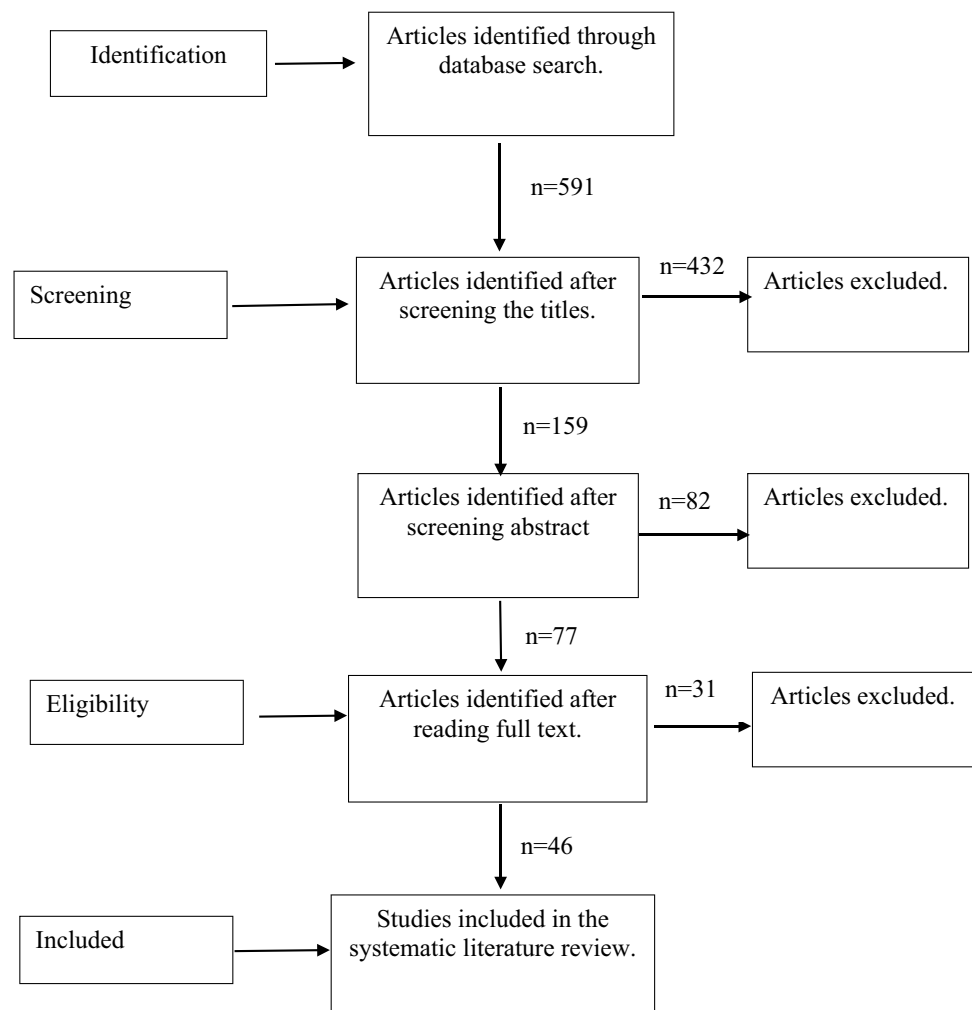 Identification
Articles identified through
database search.
n=591
Screening
Articles identified after
screening the titles.
n=432
Articles excluded.
n=159
Articles identified after
screening abstract
n=82
Articles excluded.
n=77
Eligibility
Articles identified after
reading full text.
n=31
Articles excluded.
n=46
Included
Studies included in the
systematic literature review.